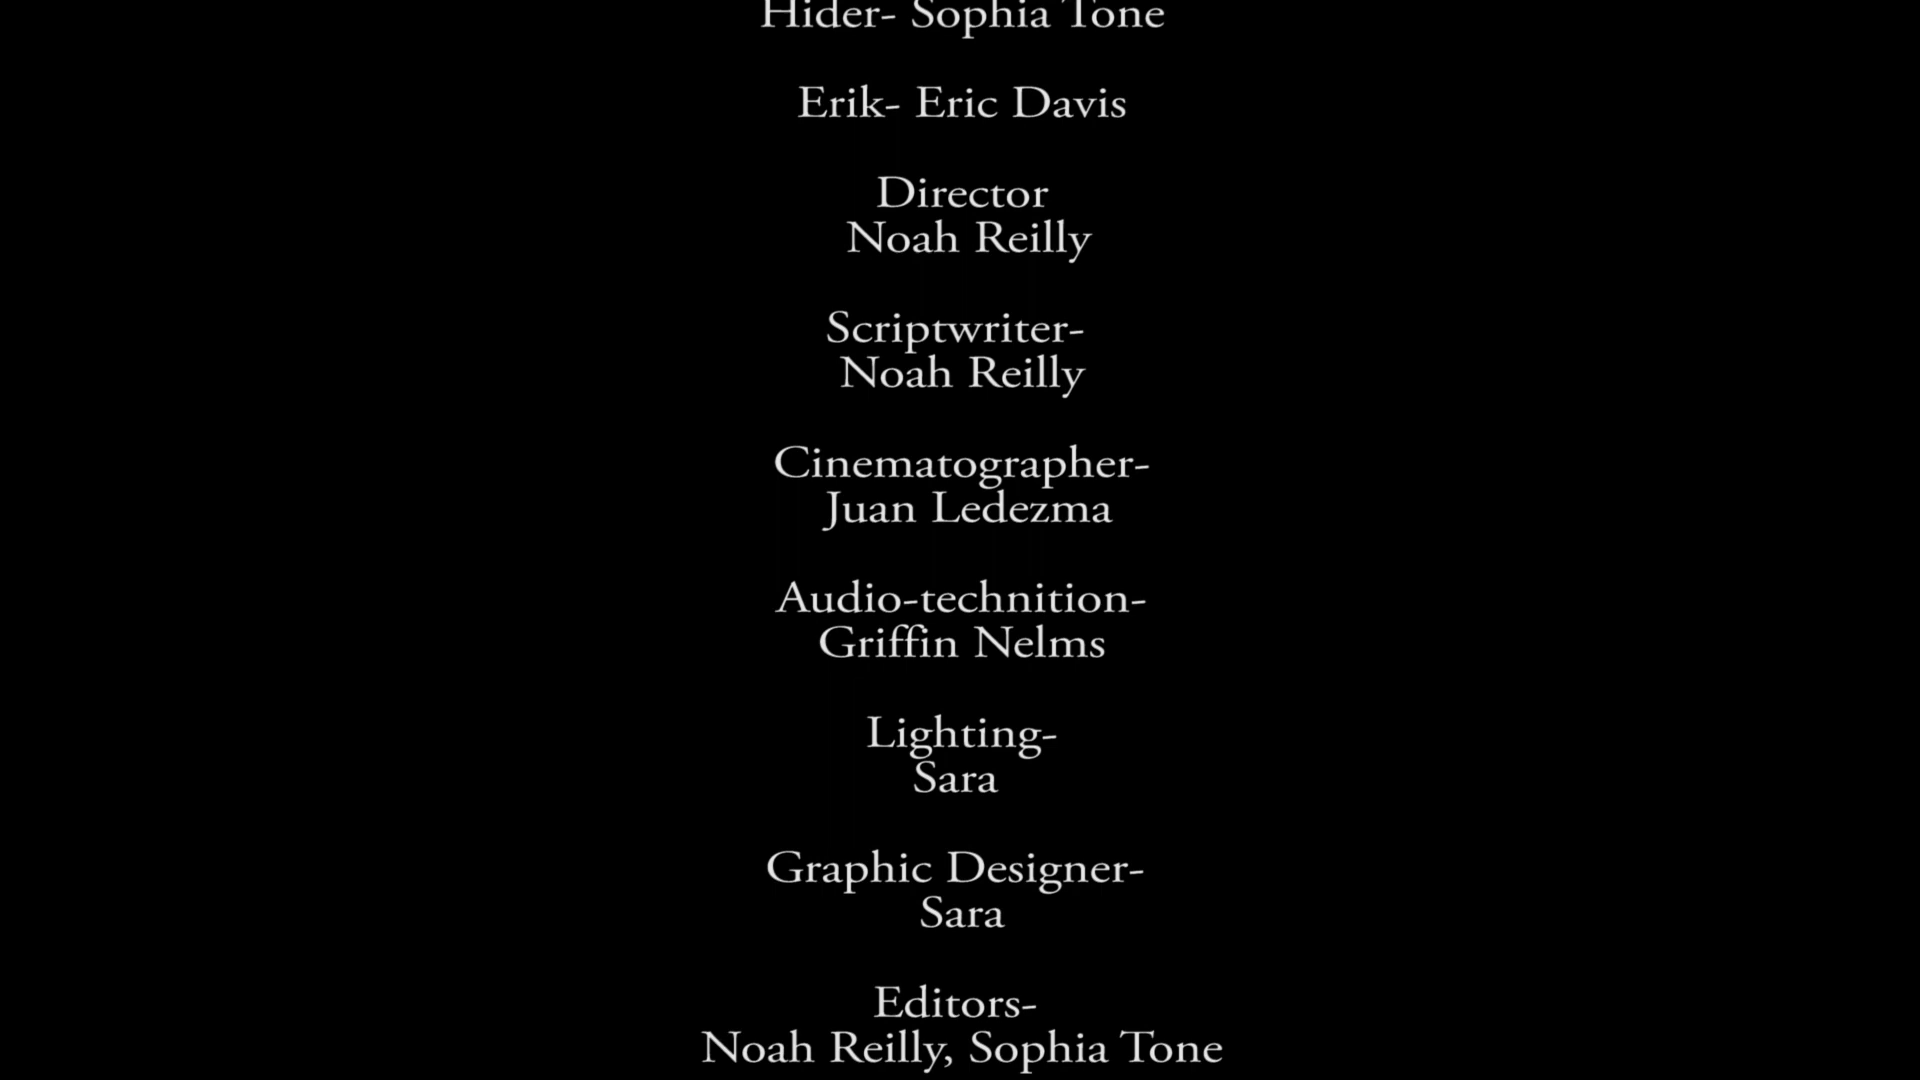 Hider- Sophia Tone
Erik- Eric Davis
Director
Noah Reilly
Scriptwriter-
Noah Reilly
Cinematographer-
Juan Ledezma
Audio-technition-
Griffin Nelms
Lighting-
Sara
Graphic Designer-
Sara
Editors-
Noah Reilly, Sophia Tone